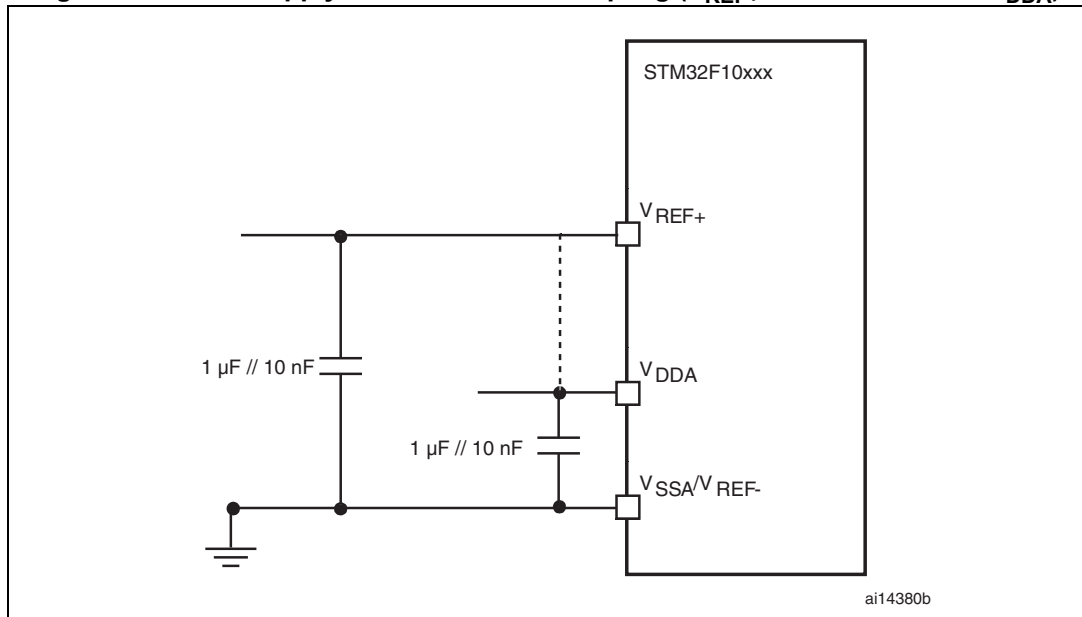 STM32F10xxx
VREF+
1 µF // 10 nF
VDDA
1 µF // 10 nF
VSSA/VREF-
ai14380b